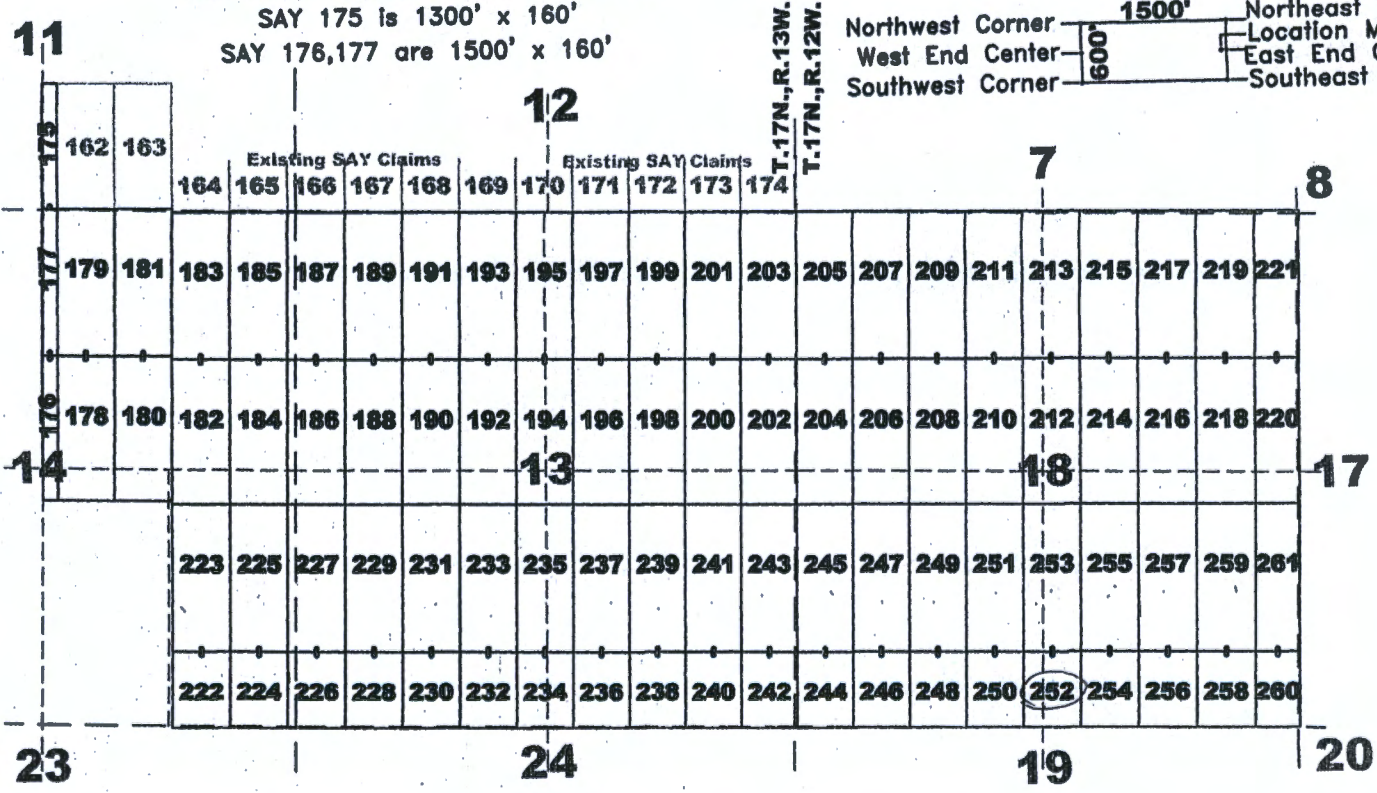 SAY 175 is 1300' x 160'
SAY 176,177 are 1500' x 160'
T.17N.,R.13W.
T.17N.,R.12W.
1500'
600'
Northwest Corner
West End Center
Southwest Corner
Northeast
Location M
East End C
Southeast
11
12
7
8
Existing SAY Claims Existing SAY Claims
175 162 163
164 165 166 167 168 169 170 171 172 173 174
177 179 181 183 185 187 189 191 193 195 197 199 201 203 205 207 209 211 213 215 217 219 221
176 178 180 182 184 186 188 190 192 194 196 198 200 202 204 206 208 210 212 214 216 218 220
14 13 18 17
223 225 227 229 231 233 235 237 239 241 243 245 247 249 251 253 255 257 259 261
222 224 226 228 230 232 234 236 238 240 242 244 246 248 250 252 254 256 258 260
23 24 19 20